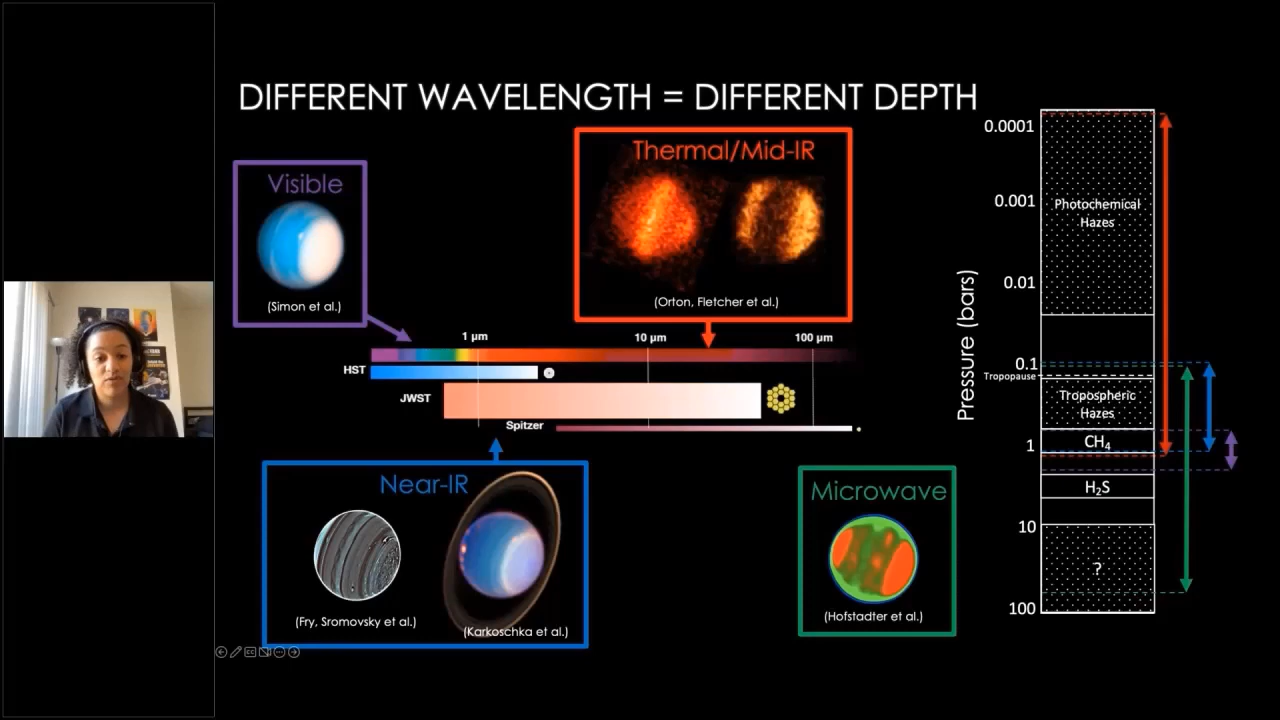 DIFFERENT WAVELENGTH = DIFFERENT DEPTH
Visible
(Simon et al.)
Thermal/Mid-IR
(Orton, Fletcher et al.)
1 μm
10 μm
100 μm
HST
JWST
Spitzer
Near-IR
(Fry, Sromovsky et al.)
(Karkoschka et al.)
Microwave
(Hofstadter et al.)
Pressure (bars)
0.0001
0.001
0.01
0.1
Tropopause
1
10
100
Photochemical
Hazes
Tropospheric
Hazes
CH₄
H₂S
?